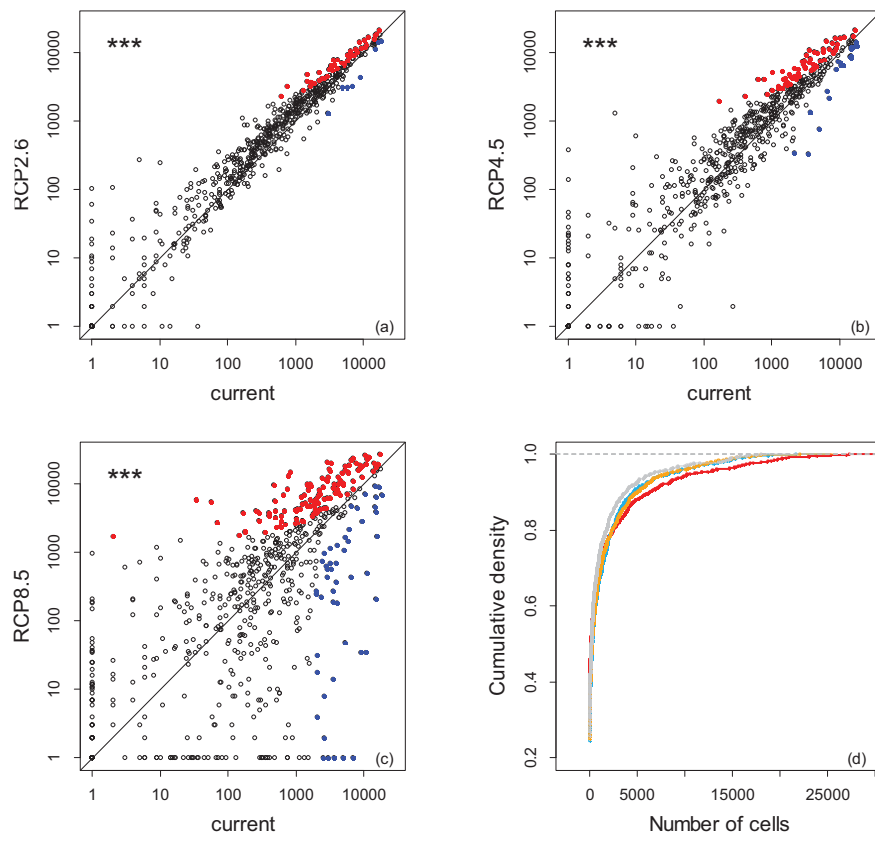 ***
RCP2.6
10000
1000
100
10
1
(a)
1 10 100 1000 10000
current
***
RCP4.5
10000
1000
100
10
1
(b)
1 10 100 1000 10000
current
***
RCP8.5
10000
1000
100
10
1
(c)
1 10 100 1000 10000
current
Cumulative density
1.0
0.8
0.6
0.4
0.2
(d)
0 5000 15000 25000
Number of cells